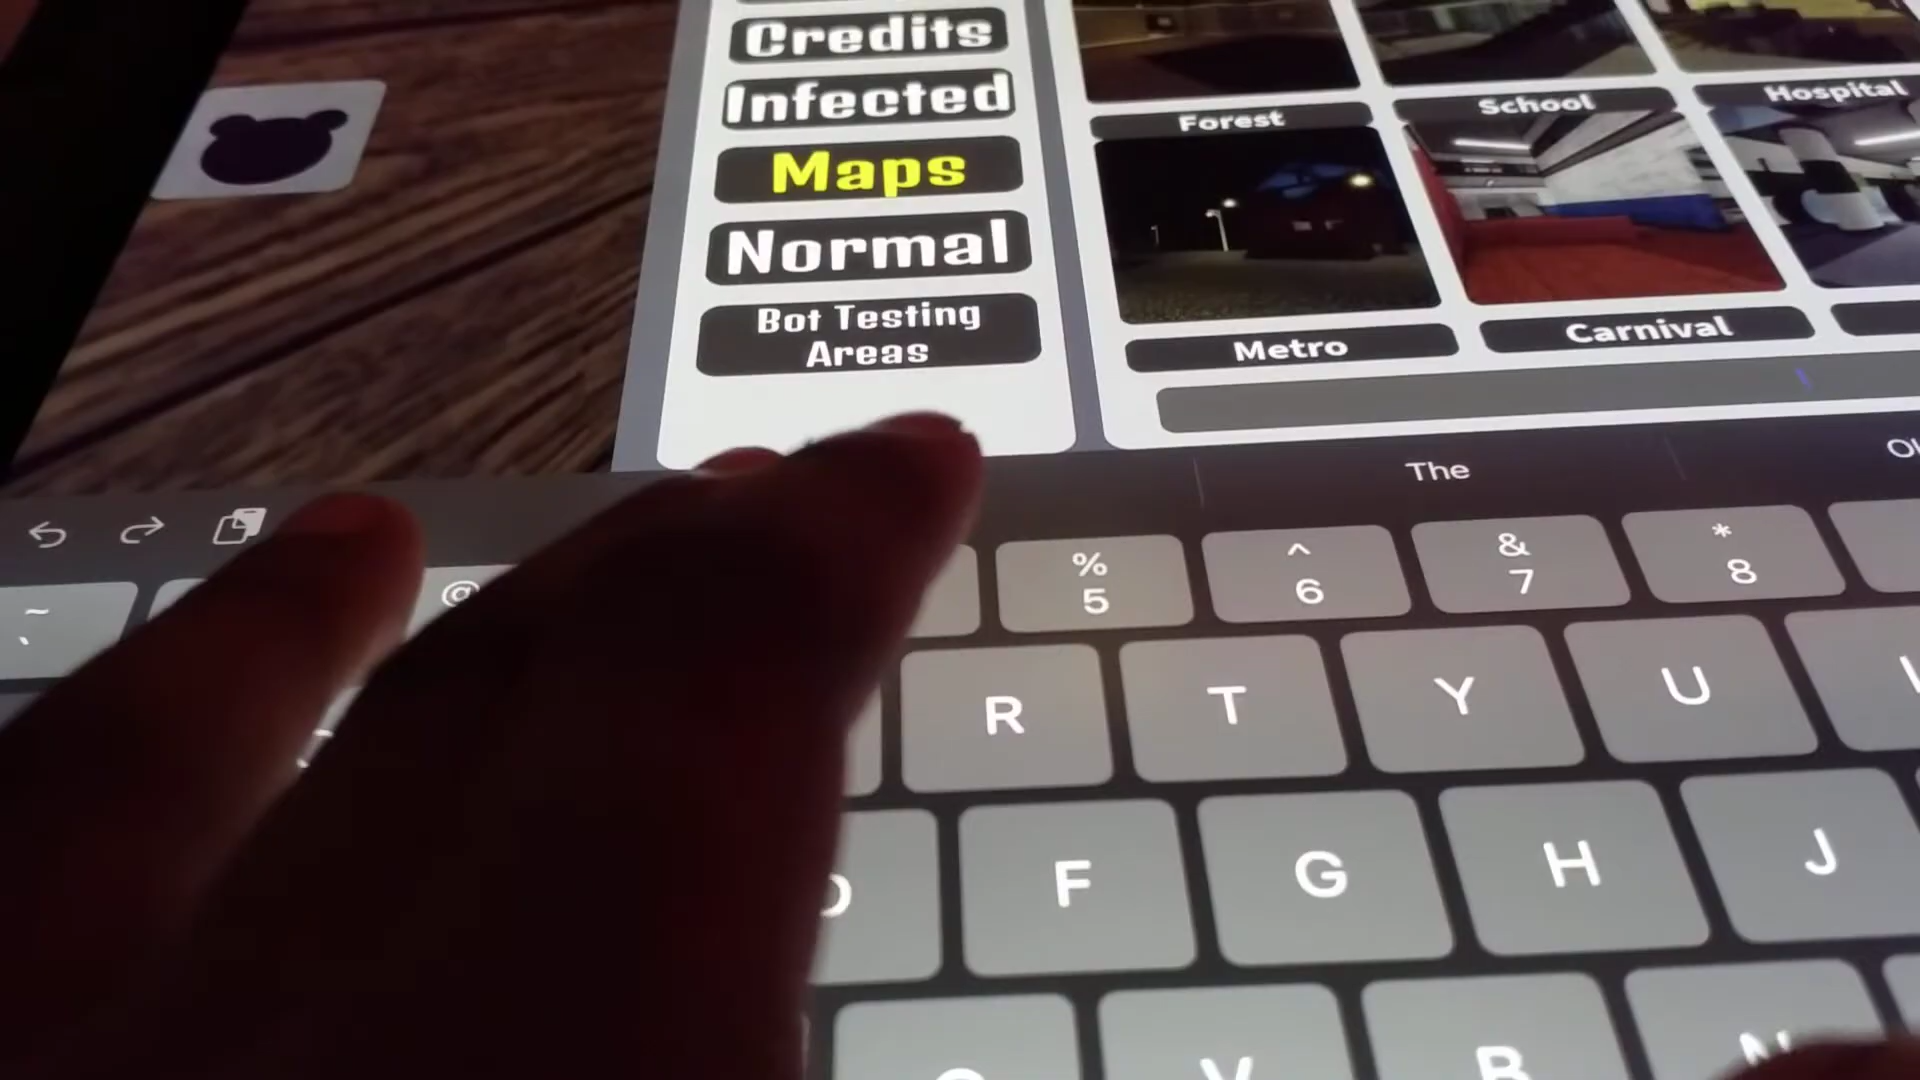 Credits
Infected
Maps
Normal
Bot Testing
Areas
Forest
School
Hospital
Metro
Carnival
The
~
`
@
%
5
^
6
&
7
*
8
R
T
Y
U
F
G
H
J
V
B
N